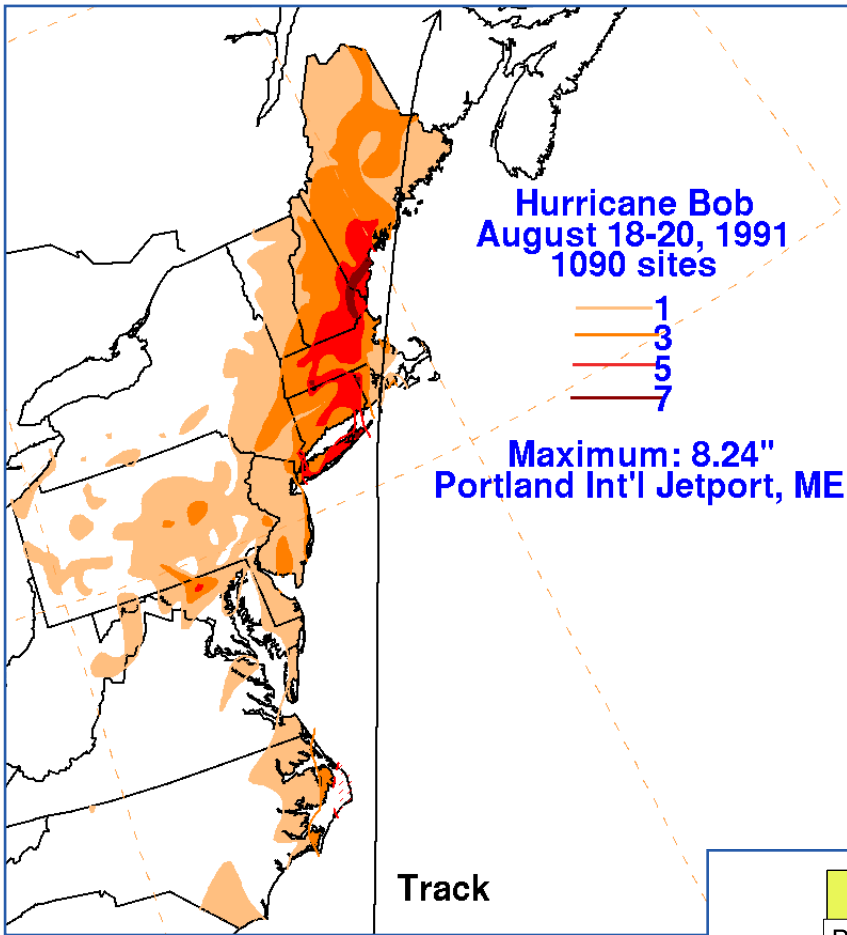 Hurricane Bob
August 18-20, 1991
1090 sites
1
3
5
7
Maximum: 8.24"
Portland Int'l Jetport, ME
Track